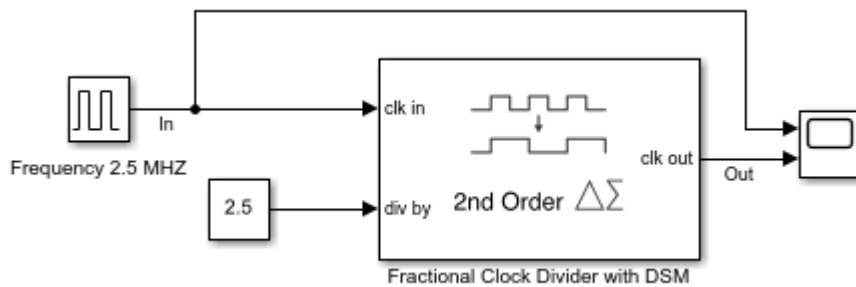 clk in
In
Frequency 2.5 MHZ
clk out
Out
2.5
div by
2nd Order ΔΣ
Fractional Clock Divider with DSM